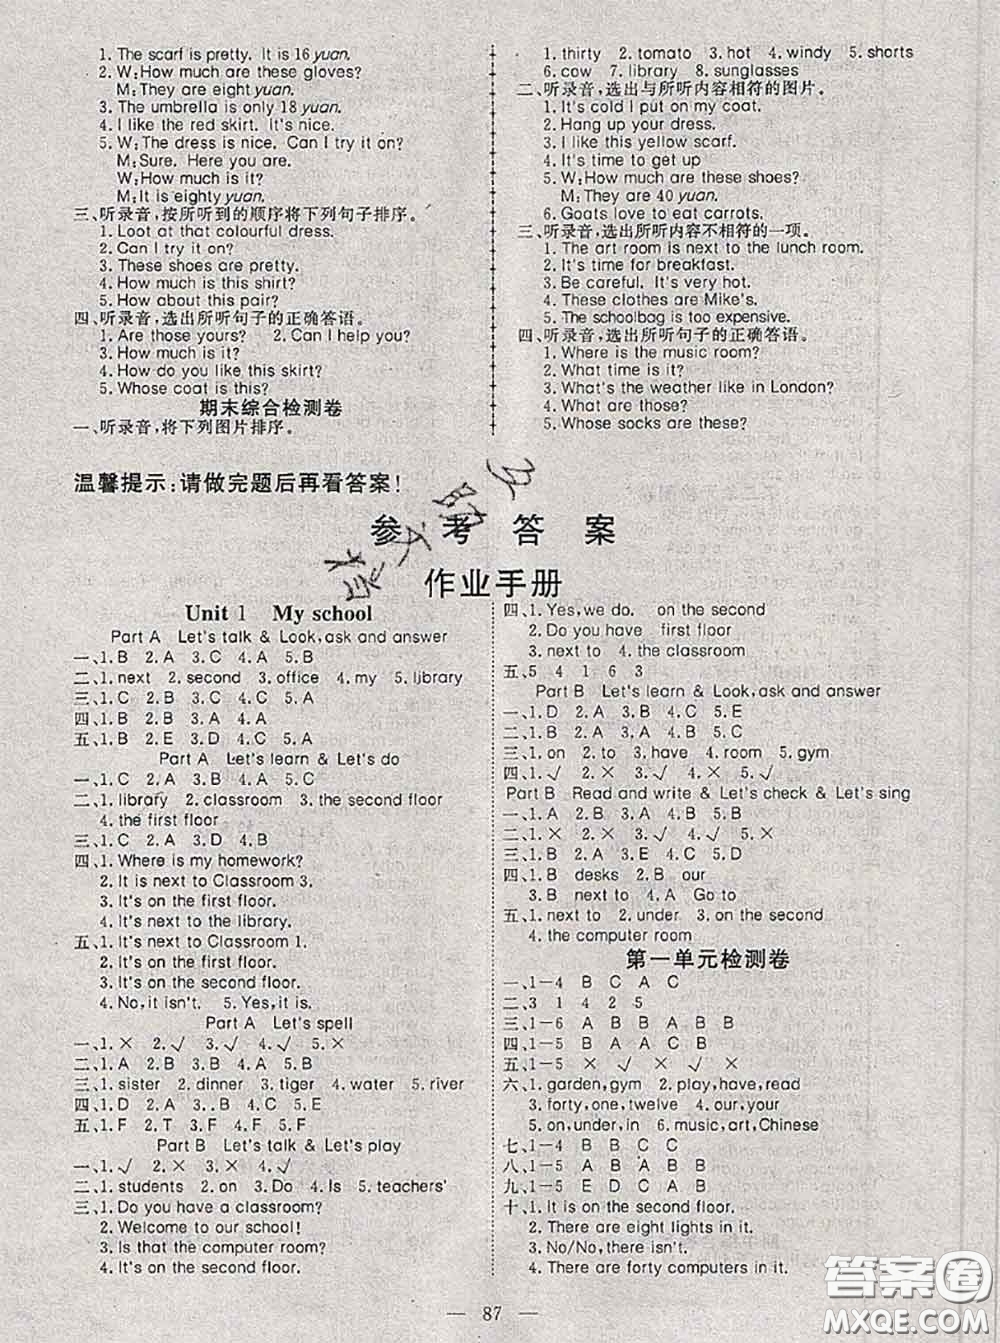 1. The scarf is pretty. It is 16 yuan.
2. W:How much are these gloves?
M:They are eight yuan.
3. The umbrella is only 18 yuan.
4. I like the red skirt. It's nice.
5. W:The dress is nice. Can I try it on?
M:Sure. Here you are.
W:How much is it?
M:It is eighty yuan.
三、听录音,按所听到的顺序将下列句子排序。
1. Loot at that colourful dress.
2. Can I try it on?
3. These shoes are pretty.
4. How much is this shirt?
5. How about this pair?
四、听录音,选出所听句子的正确答语。
1. Are those yours? 2. Can I help you?
3. How much is it?
4. How do you like this skirt?
5. Whose coat is this?
期末综合检测卷
一、听录音,将下列图片排序。
1. thirty 2. tomato 3. hot 4. windy 5. shorts
6. cow 7. library 8. sunglasses
二、听录音,选出与所听内容相符的图片。
1. It's cold I put on my coat.
2. Hang up your dress.
3. I like this yellow scarf.
4. It's time to get up
5. W:How much are these shoes?
M:They are 40 yuan.
6. Goats love to eat carrots.
三、听录音,选出所听内容不相符的一项。
1. The art room is next to the lunch room.
2. It's time for breakfast.
3. Be careful. It's very hot.
4. These clothes are Mike's.
5. The schoolbag is too expensive.
四、听录音,选出所听句子的正确答语。
1. Where is the music room?
2. What time is it?
3. What's the weather like in London?
4. What are those?
5. Whose socks are these?
温馨提示:请做完题后再看答案!
参考答案
作业手册
Unit 1 My school
Part A Let's talk & Look,ask and answer
一、1. B 2. A 3. C 4. A 5. B
二、1. next 2. second 3. office 4. my 5. library
三、1. C 2. A 3. B 4. C 5. A
四、1. B 2. B 3. A 4. A
五、1. B 2. E 3. D 4. C 5. A
Part A Let's learn & Let's do
一、1. C 2. A 3. C 4. A 5. B
二、1. library 2. classroom 3. the second floor
4. the first floor
三、1. C 2. A 3. D 4. B
四、1. Where is my homework?
2. It is next to Classroom 3.
3. It's on the first floor.
4. It's next to the library.
五、1. It's next to Classroom 1.
2. It's on the first floor.
3. It's on the second floor.
4. No,it isn't. 5. Yes,it is.
Part A Let's spell
一、1. × 2. √ 3. √ 4. × 5. √
二、1. A 2. B 3. B 4. A 5. B
三、1. sister 2. dinner 3. tiger 4. water 5. river
四、1. D 2. A 3. B 4. C 5. E
五、1. F 2. T 3. F 4. F 5. F
Part B Let's talk & Let's play
一、1. √ 2. × 3. × 4. √
二、1. students 2. on 3. Do 4. Is 5. teachers'
三、1. Do you have a classroom?
2. Welcome to our school!
3. Is that the computer room?
4. It's on the second floor.
四、1. Yes,we do. on the second
2. Do you have first floor
3. next to 4. the classroom
五、5 4 1 6 3
Part B Let's learn & Look,ask and answer
一、1. D 2. A 3. B 4. C 5. E
二、1. B 2. A 3. B 4. C 5. C
三、1. on 2. to 3. have 4. room 5. gym
四、1. √ 2. × 3. √ 4. × 5. √
Part B Read and write & Let's check & Let's sing
一、1. A 2. B 3. B 4. B 5. A
二、1. × 2. × 3. √ 4. √ 5. ×
三、1. B 2. E 3. C 4. A 5. D
四、1. B desks 2. B our
3. B next to 4. A Go to
五、1. next to 2. under 3. on the second
4. the computer room
第一单元检测卷
一、1-4 B C A C
二、3 1 4 2 5
三、1-6 A B B A B B
四、1-5 B A C A B
五、1-5 × × √ × √
六、1. garden,gym 2. play,have,read
3. forty,one,twelve 4. our,your
5. on,under,in 6. music,art,Chinese
七、1-4 B B C C
八、1-5 A B A B B
九、1-5 E D C A B
十、1. It is on the second floor.
2. There are eight lights in it.
3. No/No,there isn't.
4. There are forty computers in it.
— 87 —
答案圈
MXQE.COM